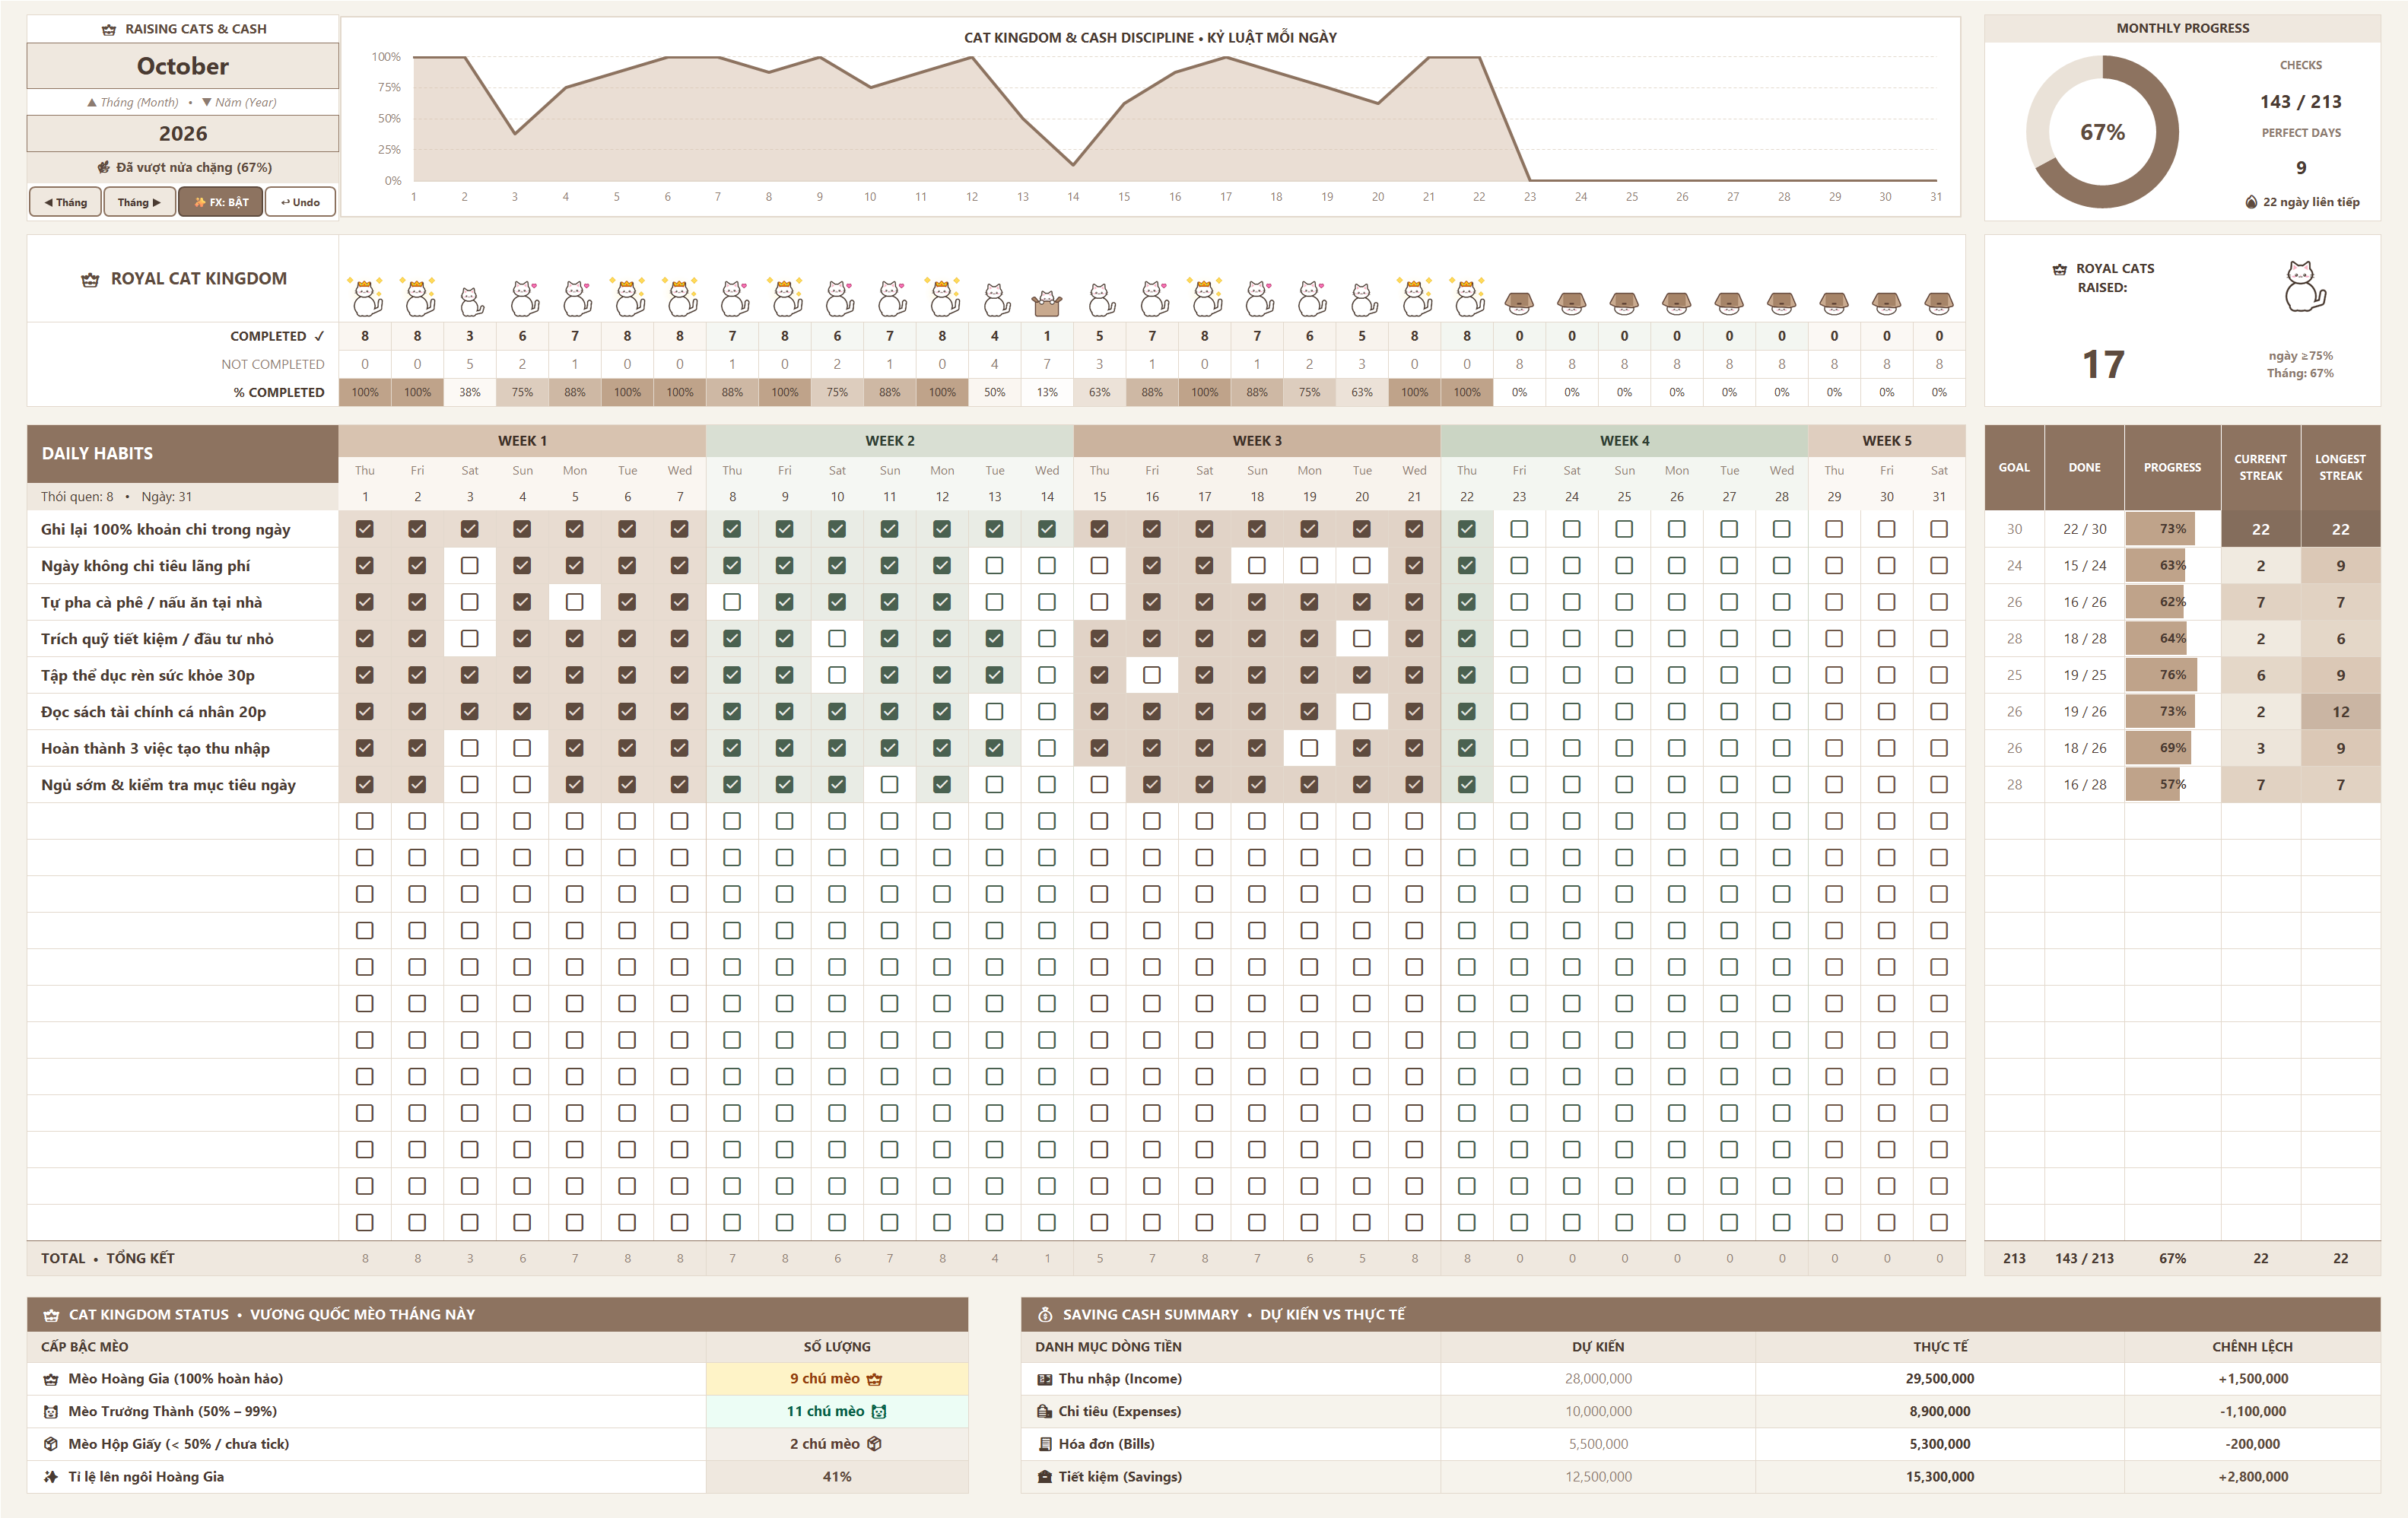 RAISING CATS & CASH
October
▲ Tháng (Month) • ▼ Năm (Year)
2026
Đã vượt nửa chặng (67%)
◀ Tháng Tháng ▶ FX: BẬT ↩ Undo
CAT KINGDOM & CASH DISCIPLINE • KỶ LUẬT MỖI NGÀY
100%
75%
50%
25%
0%
1 2 3 4 5 6 7 8 9 10 11 12 13 14 15 16 17 18 19 20 21 22 23 24 25 26 27 28 29 30 31
MONTHLY PROGRESS
67%
CHECKS
143 / 213
PERFECT DAYS
9
22 ngày liên tiếp
ROYAL CAT KINGDOM
COMPLETED ✓ 8 8 3 6 7 8 8 7 8 6 7 8 4 1 5 7 8 7 6 5 8 8 0 0 0 0 0 0 0 0 0
NOT COMPLETED 0 0 5 2 1 0 0 1 0 2 1 0 4 7 3 1 0 1 2 3 0 0 8 8 8 8 8 8 8 8 8
% COMPLETED 100% 100% 38% 75% 88% 100% 100% 88% 100% 75% 88% 100% 50% 13% 63% 88% 100% 88% 75% 63% 100% 100% 0% 0% 0% 0% 0% 0% 0% 0% 0%
ROYAL CATS
RAISED:
17
ngày ≥75%
Tháng: 67%
DAILY HABITS
WEEK 1 WEEK 2 WEEK 3 WEEK 4 WEEK 5
Thu Fri Sat Sun Mon Tue Wed Thu Fri Sat Sun Mon Tue Wed Thu Fri Sat Sun Mon Tue Wed Thu Fri Sat Sun Mon Tue Wed Thu Fri Sat
Thói quen: 8 • Ngày: 31
1 2 3 4 5 6 7 8 9 10 11 12 13 14 15 16 17 18 19 20 21 22 23 24 25 26 27 28 29 30 31
GOAL DONE PROGRESS CURRENT STREAK LONGEST STREAK
Ghi lại 100% khoản chi trong ngày 30 22 / 30 73% 22 22
Ngày không chi tiêu lãng phí 24 15 / 24 63% 2 9
Tự pha cà phê / nấu ăn tại nhà 26 16 / 26 62% 7 7
Trích quỹ tiết kiệm / đầu tư nhỏ 28 18 / 28 64% 2 6
Tập thể dục rèn sức khỏe 30p 25 19 / 25 76% 6 9
Đọc sách tài chính cá nhân 20p 26 19 / 26 73% 2 12
Hoàn thành 3 việc tạo thu nhập 26 18 / 26 69% 3 9
Ngủ sớm & kiểm tra mục tiêu ngày 28 16 / 28 57% 7 7
TOTAL • TỔNG KẾT 8 8 3 6 7 8 8 7 8 6 7 8 4 1 5 7 8 7 6 5 8 8 0 0 0 0 0 0 0 0 0 213 143 / 213 67% 22 22
CAT KINGDOM STATUS • VƯƠNG QUỐC MÈO THÁNG NÀY
CẤP BẬC MÈO SỐ LƯỢNG
Mèo Hoàng Gia (100% hoàn hảo) 9 chú mèo
Mèo Trưởng Thành (50% – 99%) 11 chú mèo
Mèo Hộp Giấy (< 50% / chưa tick) 2 chú mèo
Tỉ lệ lên ngôi Hoàng Gia 41%
SAVING CASH SUMMARY • DỰ KIẾN VS THỰC TẾ
DANH MỤC DÒNG TIỀN DỰ KIẾN THỰC TẾ CHÊNH LỆCH
Thu nhập (Income) 28,000,000 29,500,000 +1,500,000
Chi tiêu (Expenses) 10,000,000 8,900,000 -1,100,000
Hóa đơn (Bills) 5,500,000 5,300,000 -200,000
Tiết kiệm (Savings) 12,500,000 15,300,000 +2,800,000